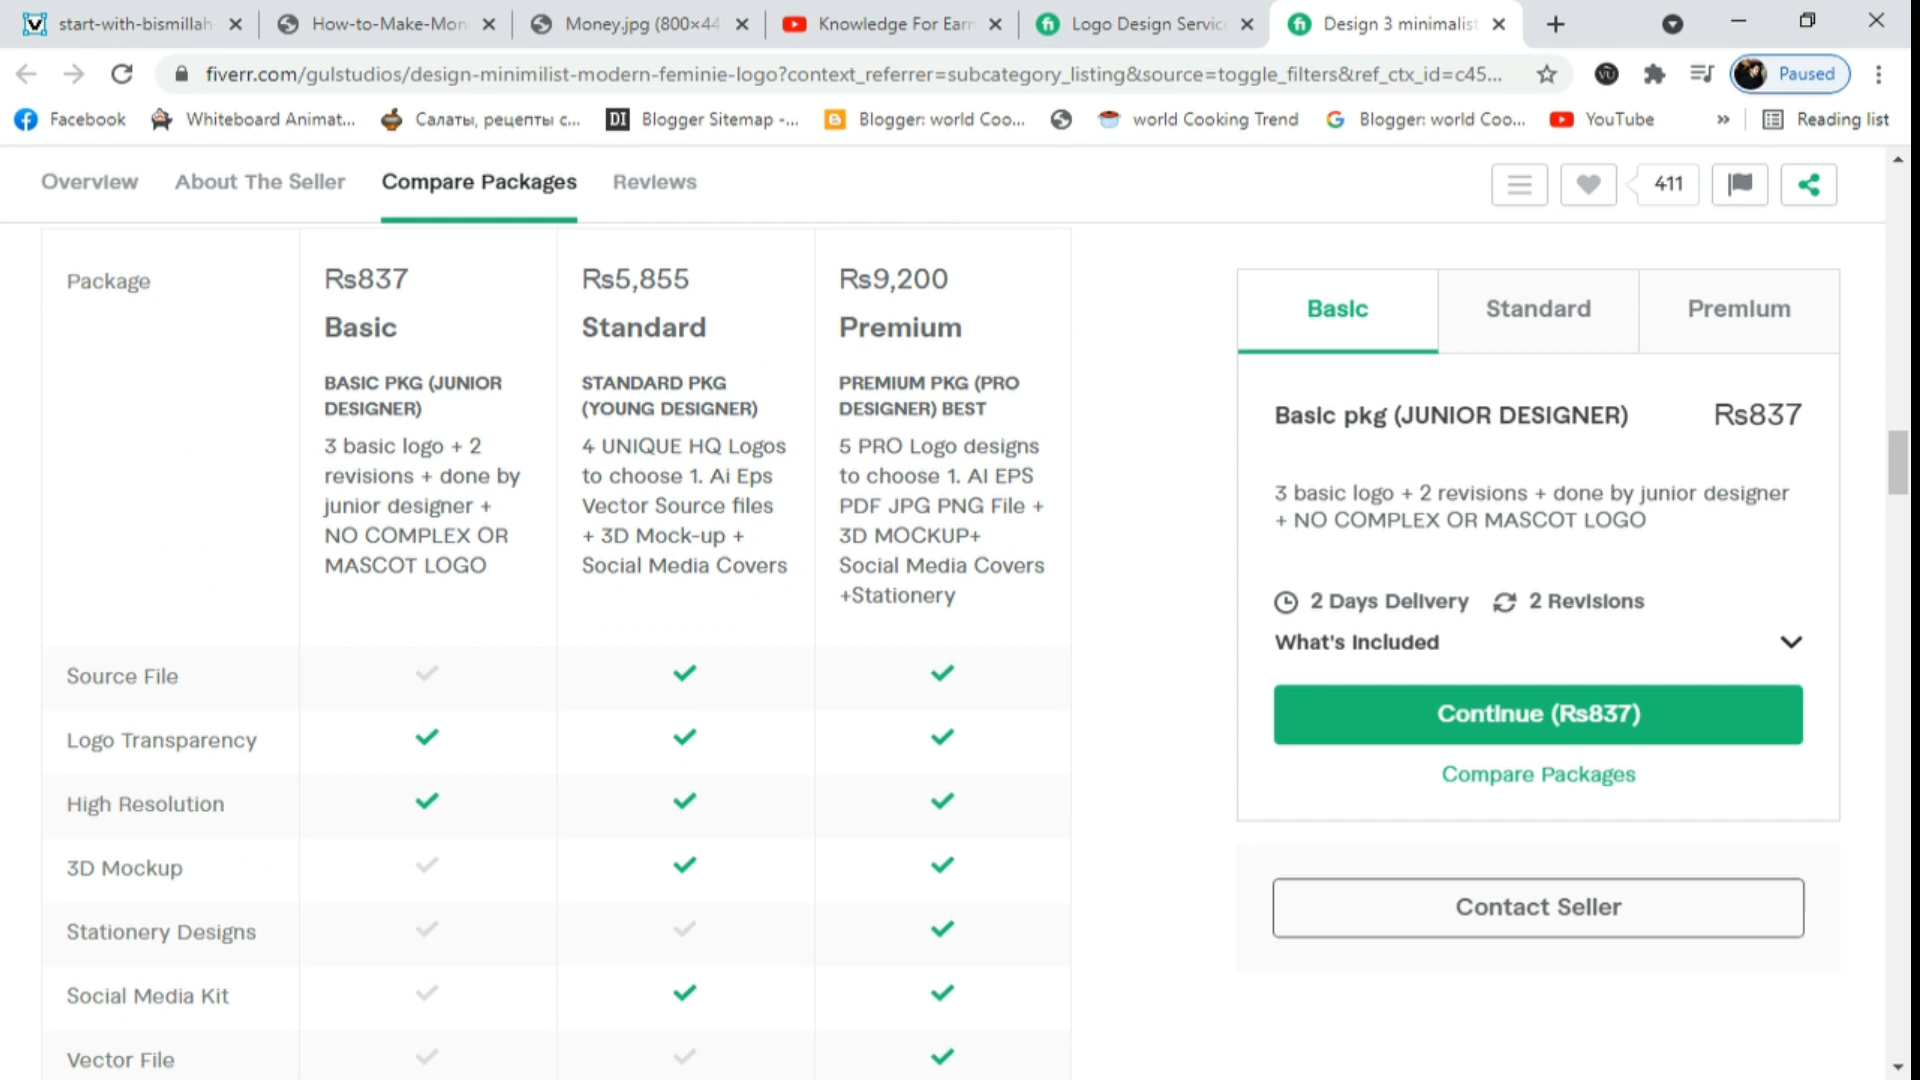 start-with-bismillah
How-to-Make-Mon
Money.jpg (800×44
Knowledge For Earn
Logo Design Service
Design 3 minimalist
fiverr.com/gulstudios/design-minimilist-modern-feminie-logo?context_referrer=subcategory_listing&source=toggle_filters&ref_ctx_id=c45...
Paused
Facebook
Whiteboard Animat...
Салаты, рецепты с...
DI
Blogger Sitemap -...
Blogger: world Coo...
world Cooking Trend
Blogger: world Coo...
YouTube
»
Reading list
Overview
About The Seller
Compare Packages
Reviews
411
Package
Rs837
Basic
BASIC PKG (JUNIOR
DESIGNER)
3 basic logo + 2
revisions + done by
junior designer +
NO COMPLEX OR
MASCOT LOGO
Rs5,855
Standard
STANDARD PKG
(YOUNG DESIGNER)
4 UNIQUE HQ Logos
to choose 1. Ai Eps
Vector Source files
+ 3D Mock-up +
Social Media Covers
Rs9,200
Premium
PREMIUM PKG (PRO
DESIGNER) BEST
5 PRO Logo designs
to choose 1. AI EPS
PDF JPG PNG File +
3D MOCKUP+
Social Media Covers
+Stationery
Source File
Logo Transparency
High Resolution
3D Mockup
Stationery Designs
Social Media Kit
Vector File
Basic
Standard
Premium
Basic pkg (JUNIOR DESIGNER)
Rs837
3 basic logo + 2 revisions + done by junior designer
+ NO COMPLEX OR MASCOT LOGO
2 Days Delivery
2 Revisions
What's Included
Continue (Rs837)
Compare Packages
Contact Seller